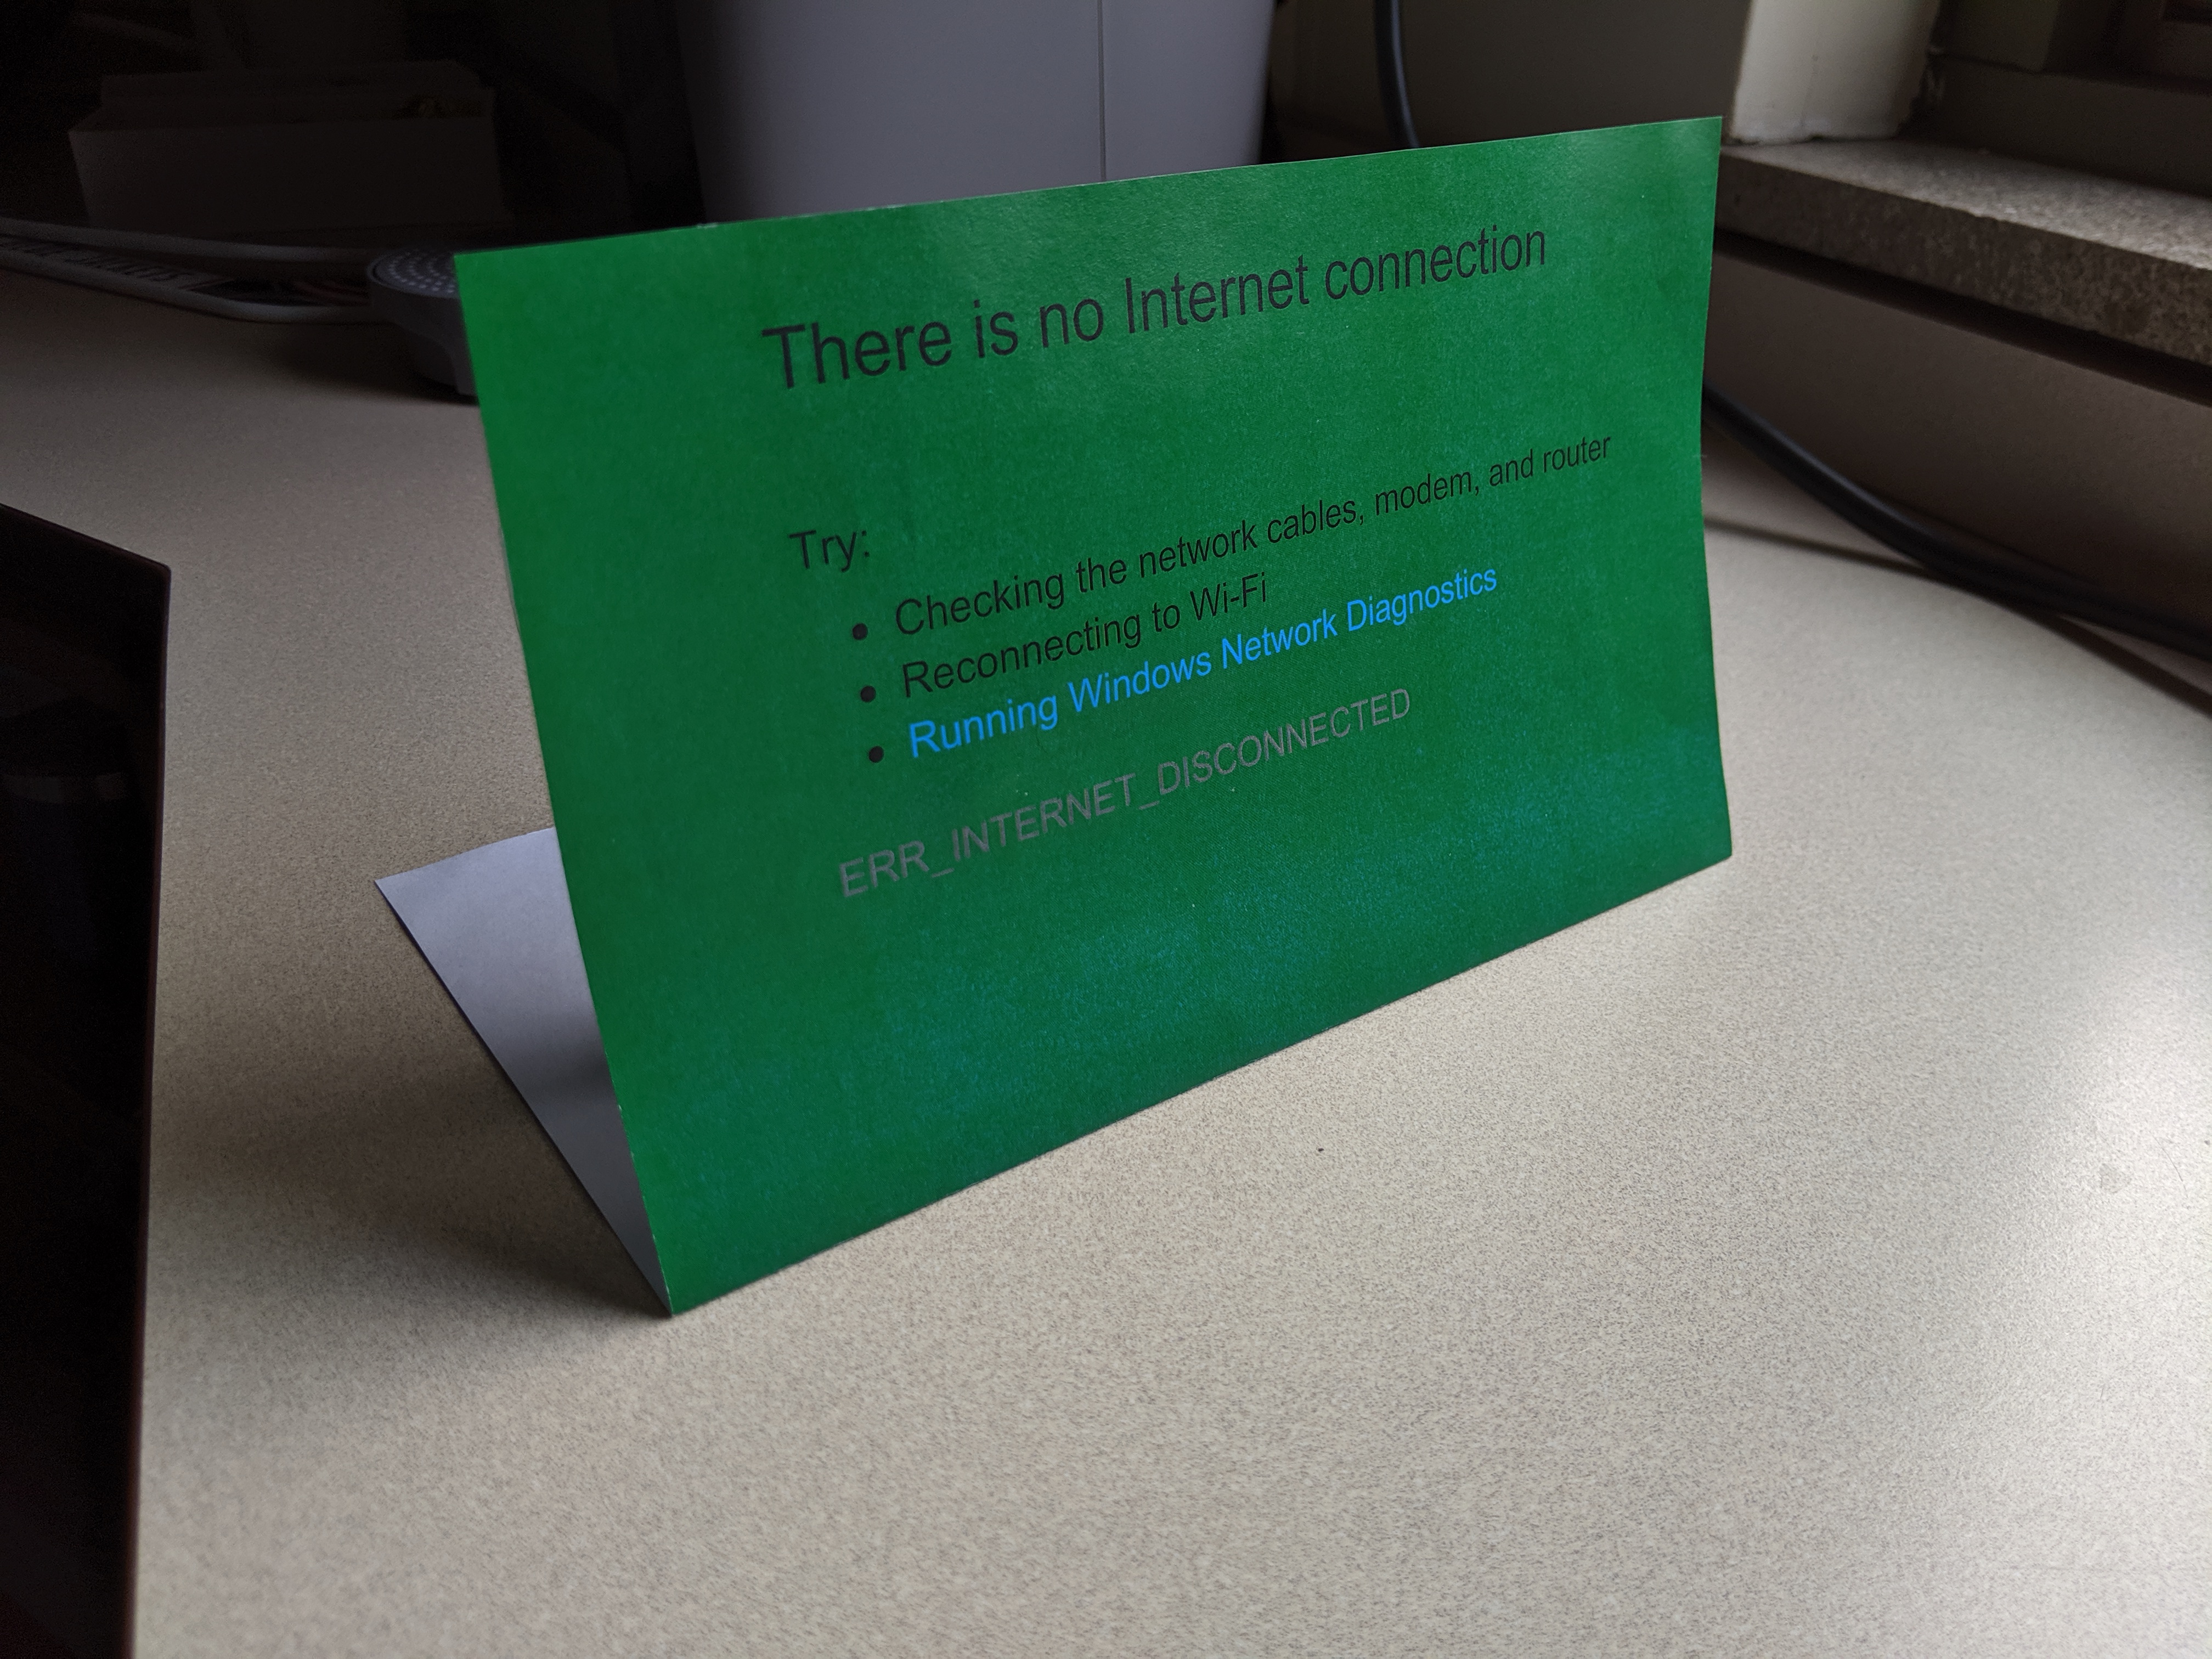 There is no Internet connection
Try:
• Checking the network cables, modem, and router
• Reconnecting to Wi-Fi
• Running Windows Network Diagnostics
ERR_INTERNET_DISCONNECTED